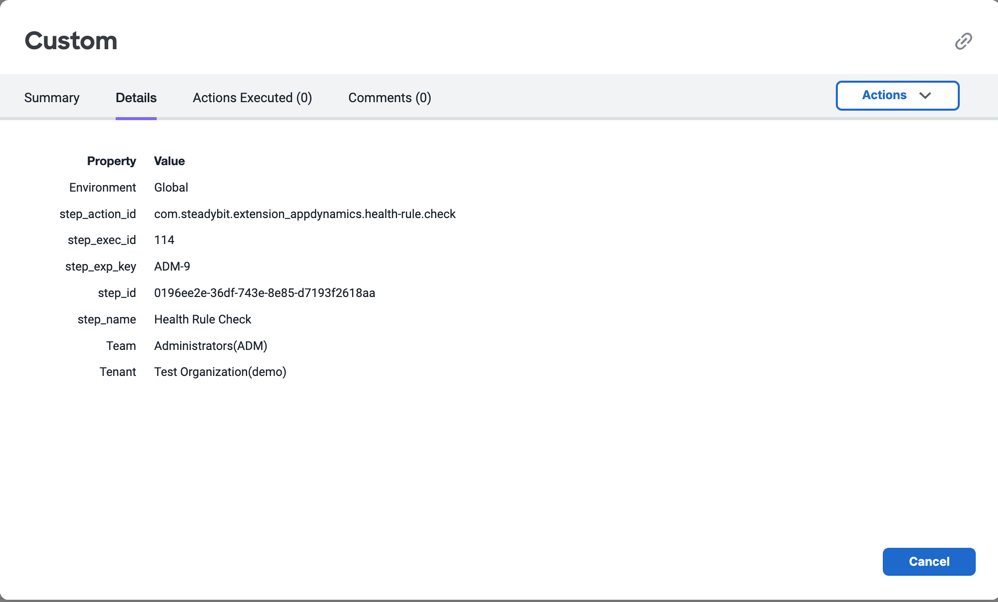 Custom
Summary Details Actions Executed (0) Comments (0) Actions
Property Value
Environment Global
step_action_id com.steadybit.extension_appdynamics.health-rule.check
step_exec_id 114
step_exp_key ADM-9
step_id 0196ee2e-36df-743e-8e85-d7193f2618aa
step_name Health Rule Check
Team Administrators(ADM)
Tenant Test Organization(demo)
Cancel